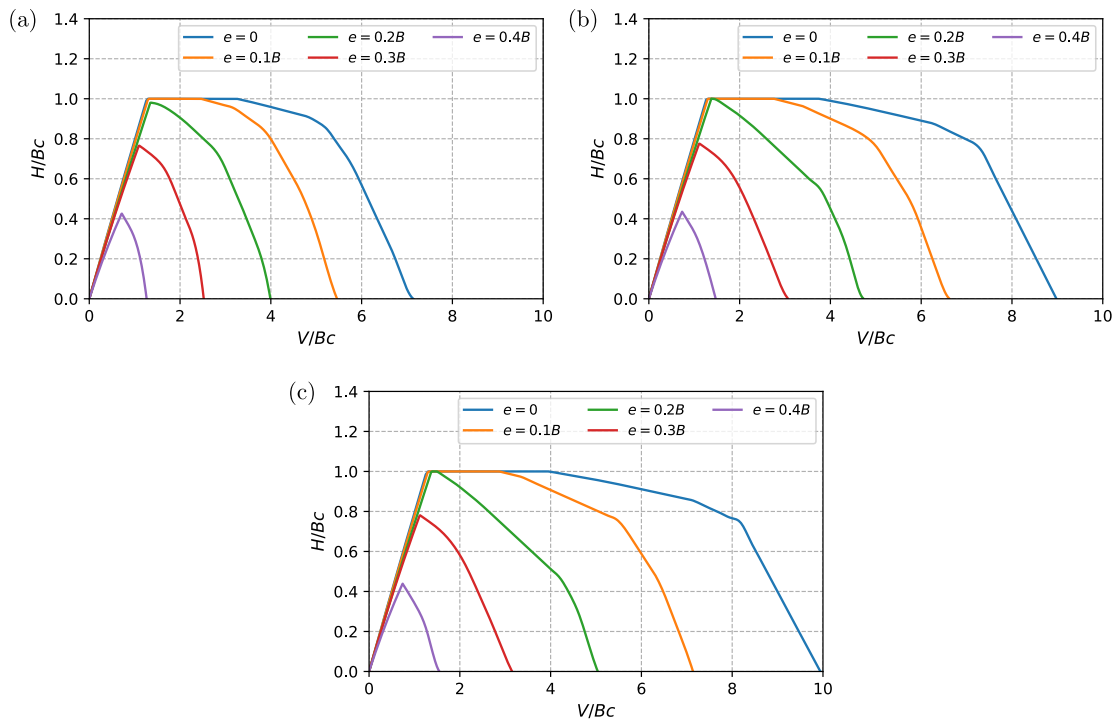 (a)
e = 0
e = 0.1B
e = 0.2B
e = 0.3B
e = 0.4B
1.4
1.2
1.0
0.8
0.6
0.4
0.2
0.0
H/Bc
0 2 4 6 8 10
V/Bc
(b)
e = 0
e = 0.1B
e = 0.2B
e = 0.3B
e = 0.4B
1.4
1.2
1.0
0.8
0.6
0.4
0.2
0.0
H/Bc
0 2 4 6 8 10
V/Bc
(c)
e = 0
e = 0.1B
e = 0.2B
e = 0.3B
e = 0.4B
1.4
1.2
1.0
0.8
0.6
0.4
0.2
0.0
H/Bc
0 2 4 6 8 10
V/Bc